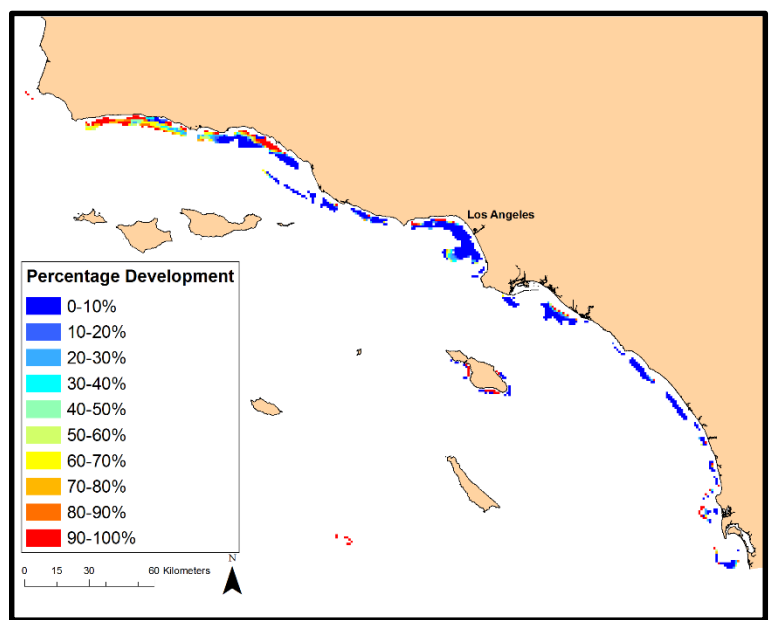 Los Angeles
Percentage Development
0-10%
10-20%
20-30%
30-40%
40-50%
50-60%
60-70%
70-80%
80-90%
90-100%
N
0 15 30 60 Kilometers